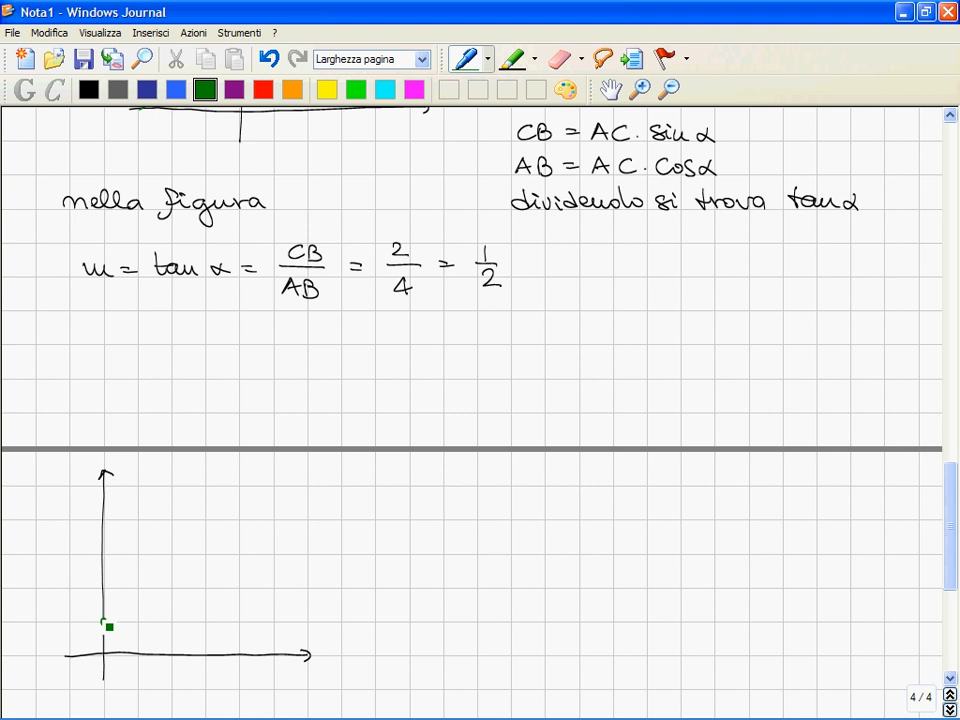 Nota1 - Windows Journal
File Modifica Visualizza Inserisci Azioni Strumenti ?
Larghezza pagina
G C
CB = AC. sin α
AB = AC. cos α
nella figura
dividendo si trova tan α
m = tan α = CB/AB = 2/4 = 1/2
4 / 4